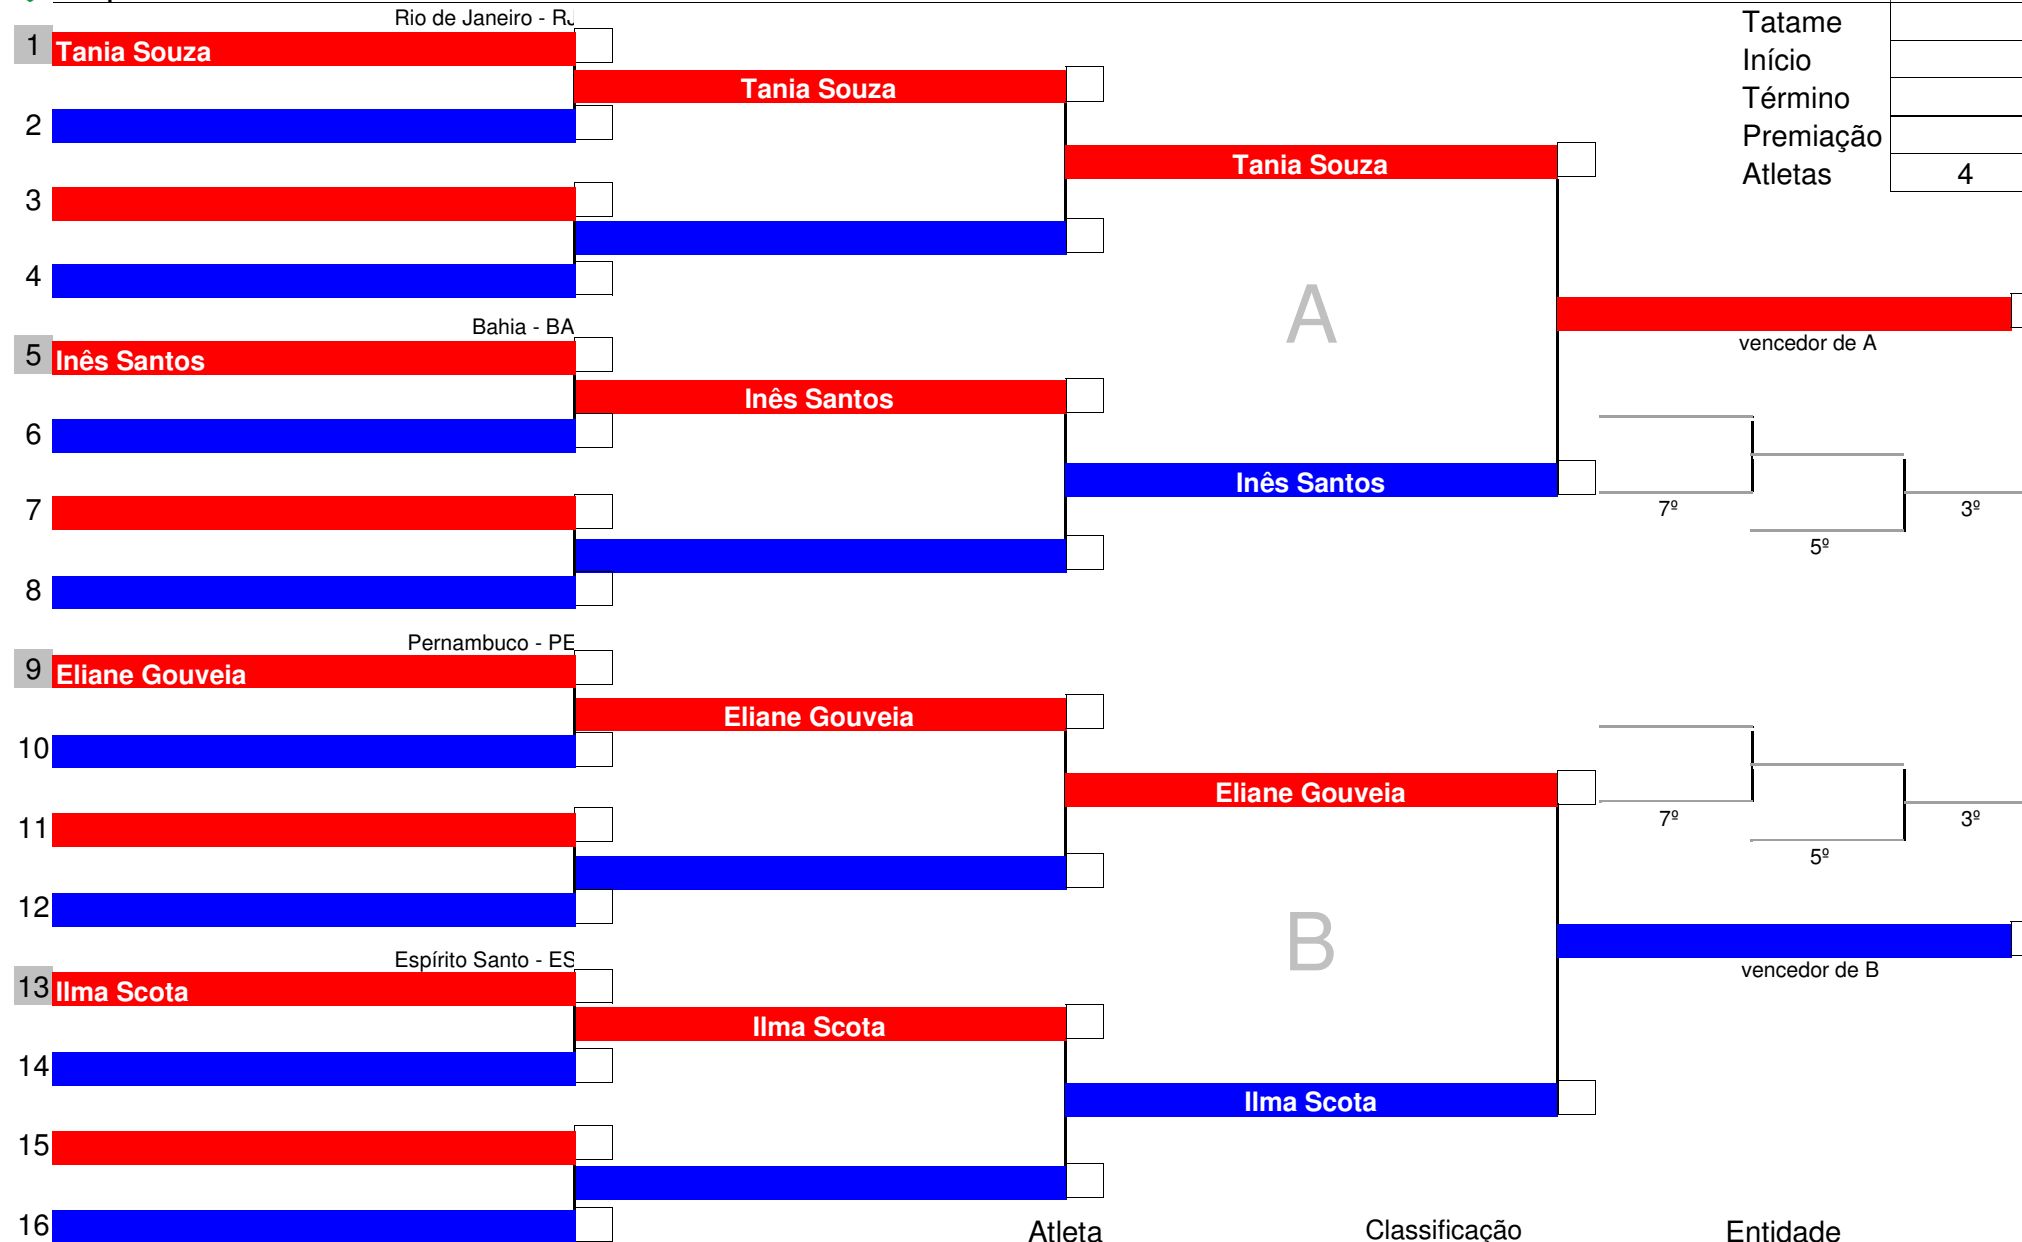 Rio de Janeiro - RJ
1 Tania Souza
Tania Souza
2
Tania Souza
3
4
Bahia - BA
5 Inês Santos
Inês Santos
6
Inês Santos
7
8
A
vencedor de A
7º
5º
3º
Pernambuco - PE
9 Eliane Gouveia
Eliane Gouveia
10
Eliane Gouveia
11
12
Espírito Santo - ES
13 Ilma Scota
Ilma Scota
14
Ilma Scota
15
16
B
7º
5º
3º
vencedor de B
Tatame
Início
Término
Premiação
Atletas 4
Atleta Classificação Entidade